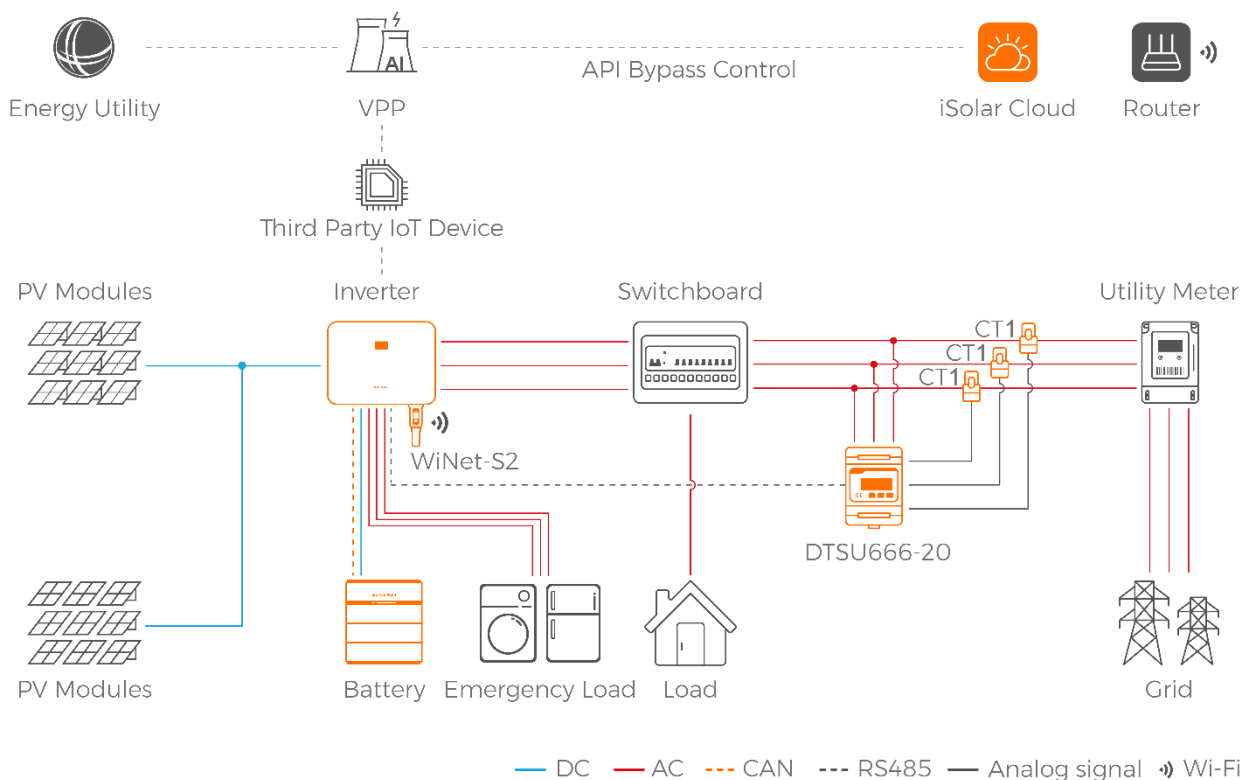 AI
API Bypass Control
Energy Utility
VPP
iSolar Cloud
Router
Third Party IoT Device
PV Modules
Inverter
Switchboard
Utility Meter
CT1
CT1
CT1
WiNet-S2
DTSU666-20
PV Modules
Battery
Emergency Load
Load
Grid
DC
AC
CAN
RS485
Analog signal
Wi-Fi